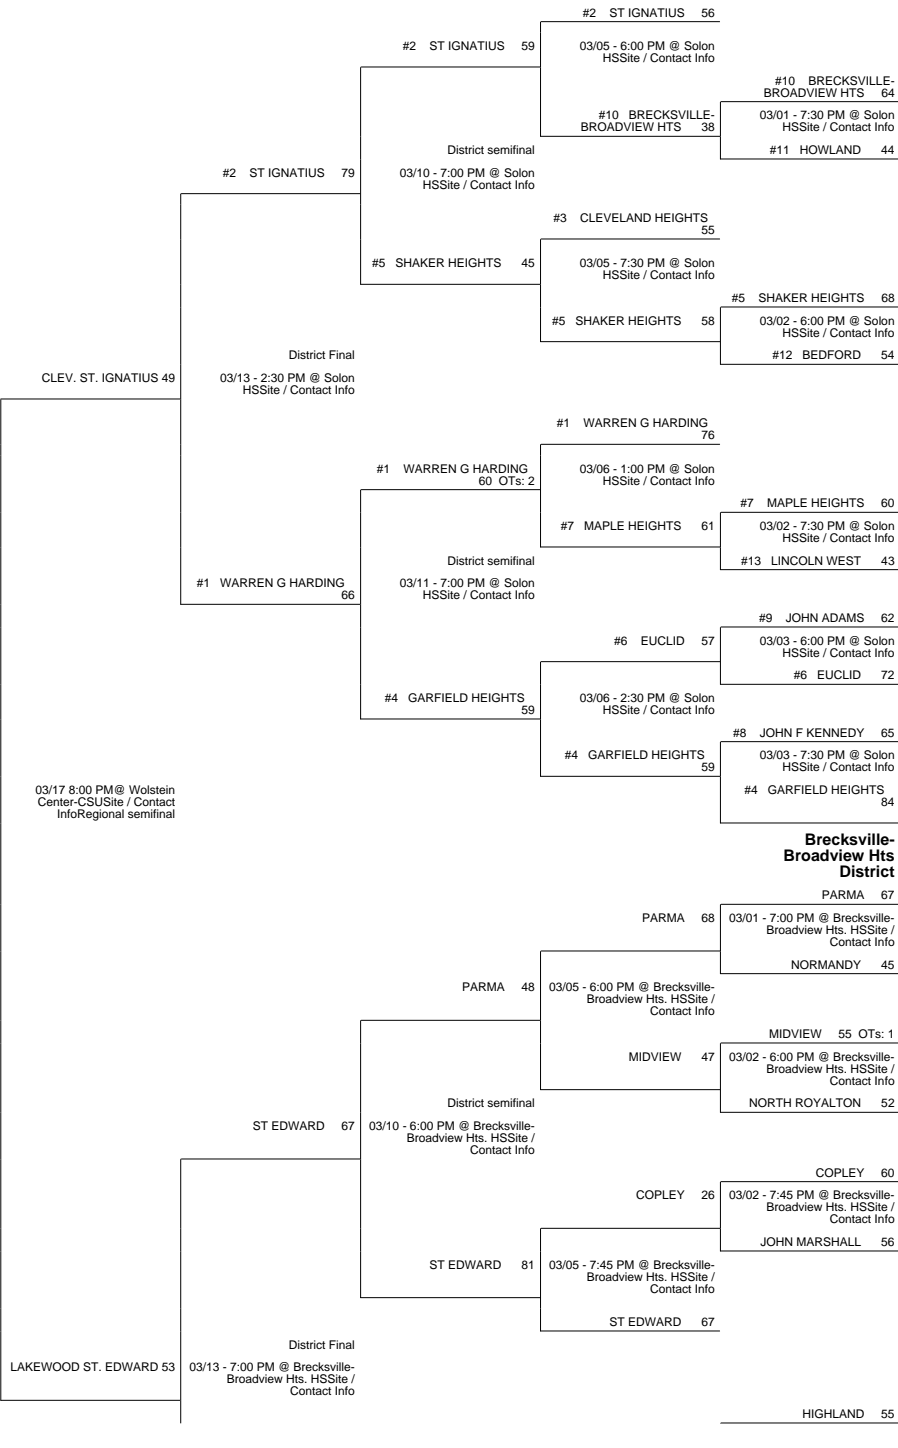 #2 ST IGNATIUS 56
#2 ST IGNATIUS 59
03/05 - 6:00 PM @ Solon
HSSite / Contact Info
#10 BRECKSVILLE-
BROADVIEW HTS 64
#10 BRECKSVILLE-
BROADVIEW HTS 38
03/01 - 7:30 PM @ Solon
HSSite / Contact Info
District semifinal
#11 HOWLAND 44
#2 ST IGNATIUS 79
03/10 - 7:00 PM @ Solon
HSSite / Contact Info
#3 CLEVELAND HEIGHTS
55
#5 SHAKER HEIGHTS 45
03/05 - 7:30 PM @ Solon
HSSite / Contact Info
#5 SHAKER HEIGHTS 68
#5 SHAKER HEIGHTS 58
03/02 - 6:00 PM @ Solon
HSSite / Contact Info
District Final
#12 BEDFORD 54
CLEV. ST. IGNATIUS 49
03/13 - 2:30 PM @ Solon
HSSite / Contact Info
#1 WARREN G HARDING
76
#1 WARREN G HARDING
60 OTs: 2
03/06 - 1:00 PM @ Solon
HSSite / Contact Info
#7 MAPLE HEIGHTS 60
#7 MAPLE HEIGHTS 61
03/02 - 7:30 PM @ Solon
HSSite / Contact Info
District semifinal
#13 LINCOLN WEST 43
#1 WARREN G HARDING
66
03/11 - 7:00 PM @ Solon
HSSite / Contact Info
#9 JOHN ADAMS 62
#6 EUCLID 57
03/03 - 6:00 PM @ Solon
HSSite / Contact Info
#6 EUCLID 72
#4 GARFIELD HEIGHTS
59
03/06 - 2:30 PM @ Solon
HSSite / Contact Info
#8 JOHN F KENNEDY 65
#4 GARFIELD HEIGHTS
59
03/03 - 7:30 PM @ Solon
HSSite / Contact Info
#4 GARFIELD HEIGHTS
84
03/17 8:00 PM@ Wolstein
Center-CSUSite / Contact
InfoRegional semifinal
Brecksville-
Broadview Hts
District
PARMA 67
PARMA 68
03/01 - 7:00 PM @ Brecksville-
Broadview Hts. HSSite /
Contact Info
NORMANDY 45
PARMA 48
03/05 - 6:00 PM @ Brecksville-
Broadview Hts. HSSite /
Contact Info
MIDVIEW 55 OTs: 1
MIDVIEW 47
03/02 - 6:00 PM @ Brecksville-
Broadview Hts. HSSite /
Contact Info
District semifinal
NORTH ROYALTON 52
ST EDWARD 67
03/10 - 6:00 PM @ Brecksville-
Broadview Hts. HSSite /
Contact Info
COPLEY 60
COPLEY 26
03/02 - 7:45 PM @ Brecksville-
Broadview Hts. HSSite /
Contact Info
JOHN MARSHALL 56
ST EDWARD 81
03/05 - 7:45 PM @ Brecksville-
Broadview Hts. HSSite /
Contact Info
ST EDWARD 67
District Final
LAKEWOOD ST. EDWARD 53
03/13 - 7:00 PM @ Brecksville-
Broadview Hts. HSSite /
Contact Info
HIGHLAND 55